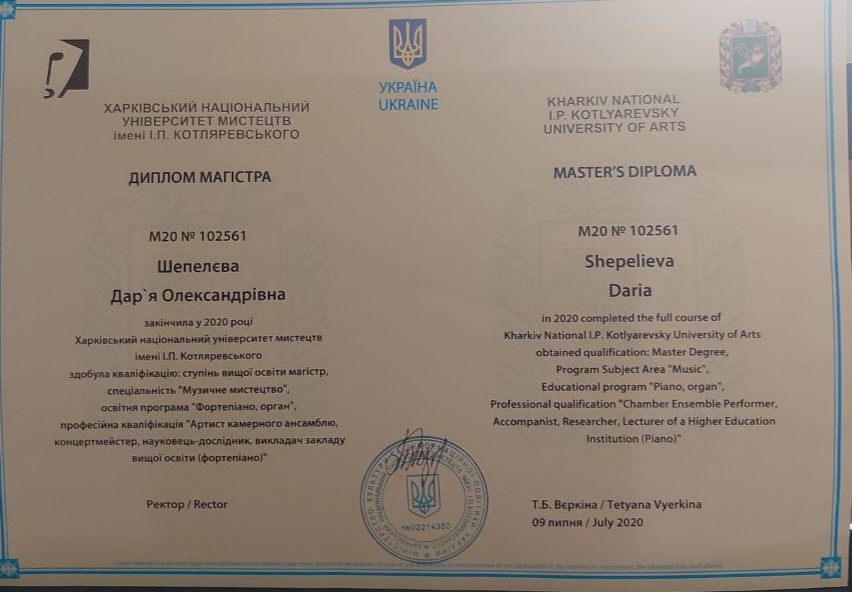 УКРАЇНА
UKRAINE
ХАРКІВСЬКИЙ НАЦІОНАЛЬНИЙ
УНІВЕРСИТЕТ МИСТЕЦТВ
імені І.П. КОТЛЯРЕВСЬКОГО
ДИПЛОМ МАГІСТРА
М20 № 102561
Шепелєва
Дар`я Олександрівна
закінчила у 2020 році
Харківський національний університет мистецтв
імені І.П. Котляревського
здобула кваліфікацію: ступінь вищої освіти магістр,
спеціальність "Музичне мистецтво",
освітня програма "Фортепіано, орган",
професійна кваліфікація "Артист камерного ансамблю,
концертмейстер, науковець-дослідник, викладач закладу
вищої освіти (фортепіано)"
Ректор / Rector
KHARKIV NATIONAL
I.P. KOTLYAREVSKY
UNIVERSITY OF ARTS
MASTER'S DIPLOMA
M20 № 102561
Shepelieva
Daria
in 2020 completed the full course of
Kharkiv National I.P. Kotlyarevsky University of Arts
obtained qualification: Master Degree,
Program Subject Area "Music",
Educational program "Piano, organ",
Professional qualification "Chamber Ensemble Performer,
Accompanist, Researcher, Lecturer of a Higher Education
Institution (Piano)"
Т.Б. Вєркіна / Tetyana Vyerkina
09 липня / July 2020
№02214350